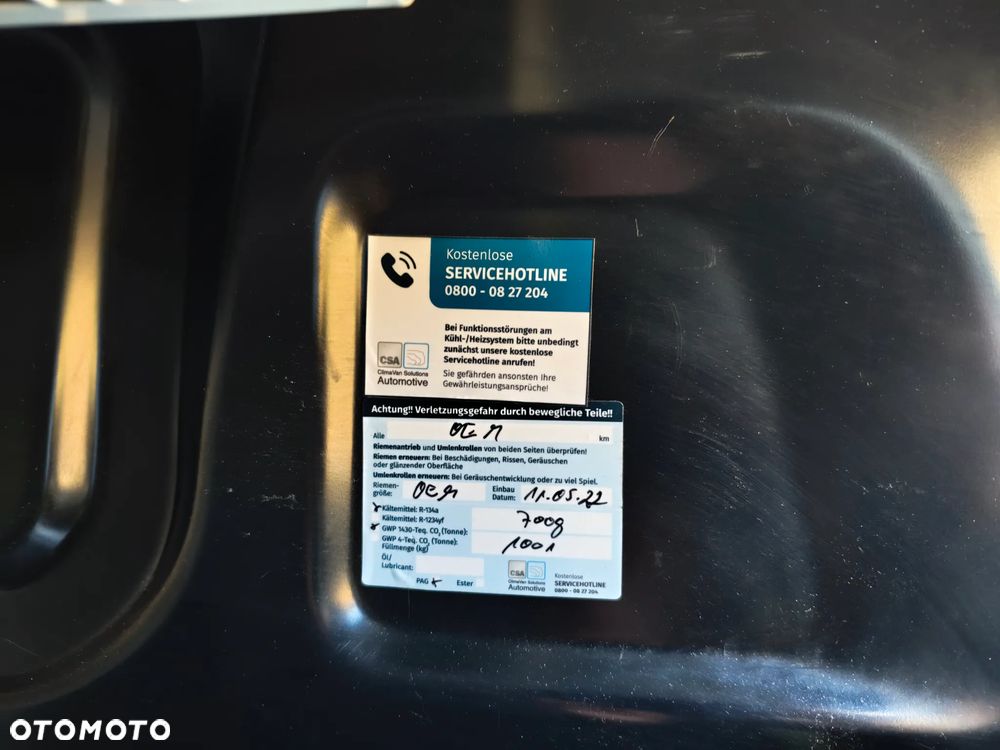 Kostenlose
SERVICEHOTLINE
0800 - 08 27 204
Bei Funktionsstörungen am
Kühl-/Heizsystem bitte unbedingt
zunächst unsere kostenlose
Servicehotline anrufen!
Sie gefährden ansonsten Ihre
Gewährleistungsansprüche!
CSA
ClimaVan Solutions
Automotive
Achtung!! Verletzungsgefahr durch bewegliche Teile!!
Alle OEM km
Riemenantrieb und Umlenkrollen von beiden Seiten überprüfen!
Riemen erneuern: Bei Beschädigungen, Rissen, Geräuschen
oder glänzender Oberfläche
Umlenkrollen erneuern: Bei Geräuschentwicklung oder zu viel Spiel.
Riemen-
größe: OEM Einbau
Datum: 11.05.22
x Kältemittel: R-134a
Kältemittel: R-1234yf 700g
x GWP 1430-Teq. CO2 (Tonne):
GWP 4-Teq. CO2 (Tonne): 1001
Füllmenge (kg)
Öl/
Lubricant:
PAG x Ester
CSA
ClimaVan Solutions
Automotive
Kostenlose
SERVICEHOTLINE
0800 - 08 27 204
OTOMOTO